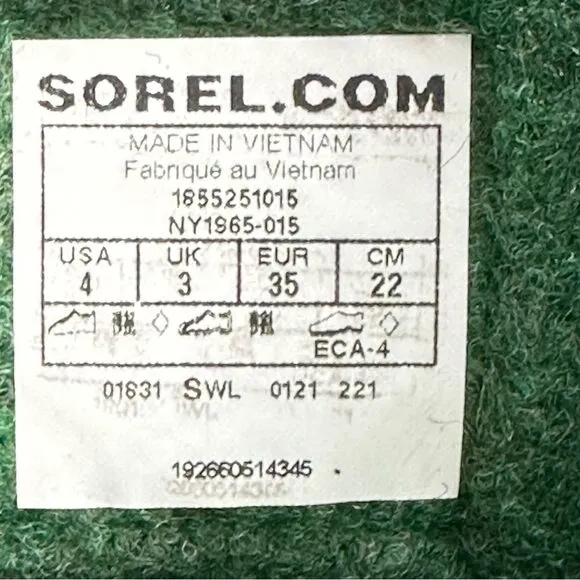 SOREL.COM
MADE IN VIETNAM
Fabriqué au Vietnam
1855251015
NY1965-015
USA UK EUR CM
4 3 35 22
ECA-4
01831 SWL 0121 221
192660514345